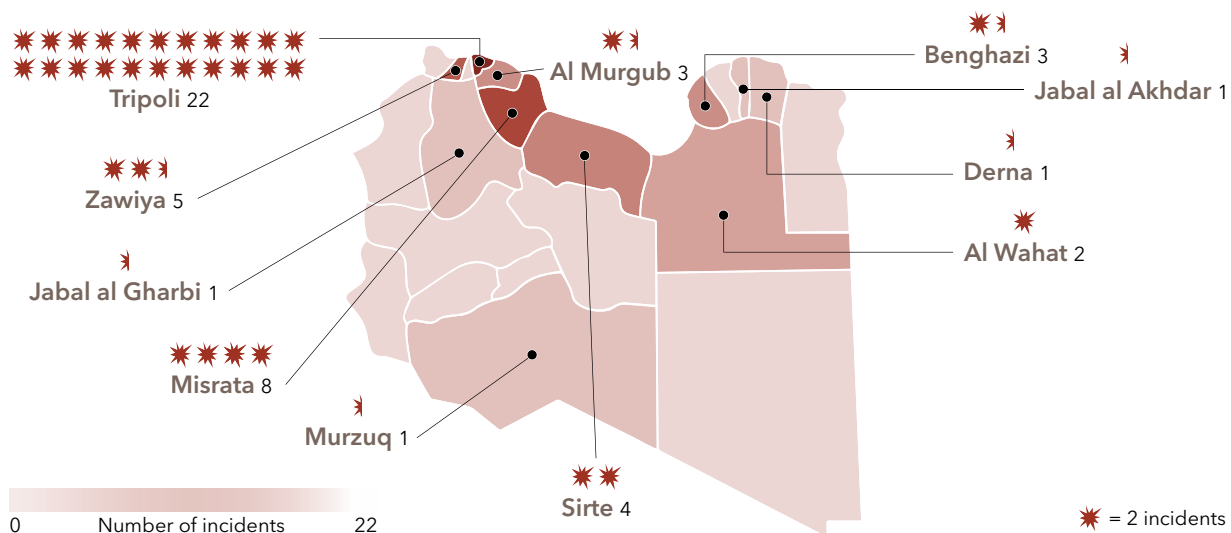 Tripoli 22
Al Murgub 3
Benghazi 3
Jabal al Akhdar 1
Zawiya 5
Derna 1
Al Wahat 2
Jabal al Gharbi 1
Misrata 8
Murzuq 1
Sirte 4
0 Number of incidents 22
= 2 incidents